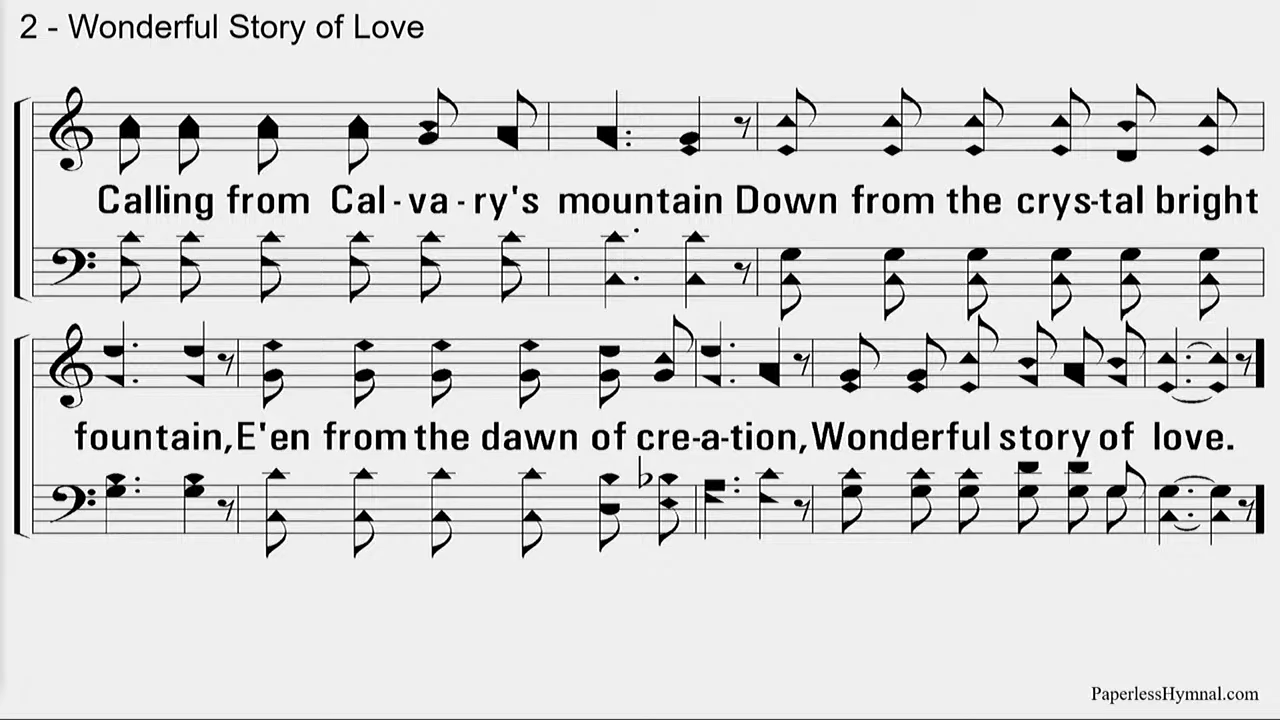 2 - Wonderful Story of Love
Calling from Cal - va - ry's mountain Down from the crys-tal bright
fountain, E'en from the dawn of cre-a-tion, Wonderful story of love.
PaperlessHymnal.com